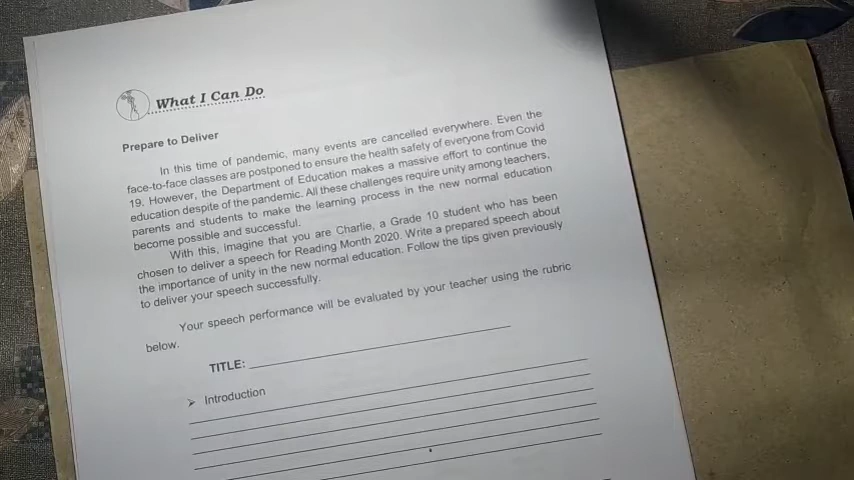 What I Can Do
Prepare to Deliver
In this time of pandemic, many events are cancelled everywhere. Even the
face-to-face classes are postponed to ensure the health safety of everyone from Covid
19. However, the Department of Education makes a massive effort to continue the
education despite of the pandemic. All these challenges require unity among teachers,
parents and students to make the learning process in the new normal education
become possible and successful.
With this, imagine that you are Charlie, a Grade 10 student who has been
chosen to deliver a speech for Reading Month 2020. Write a prepared speech about
the importance of unity in the new normal education. Follow the tips given previously
to deliver your speech successfully.
Your speech performance will be evaluated by your teacher using the rubric
below.
TITLE:
➢ Introduction